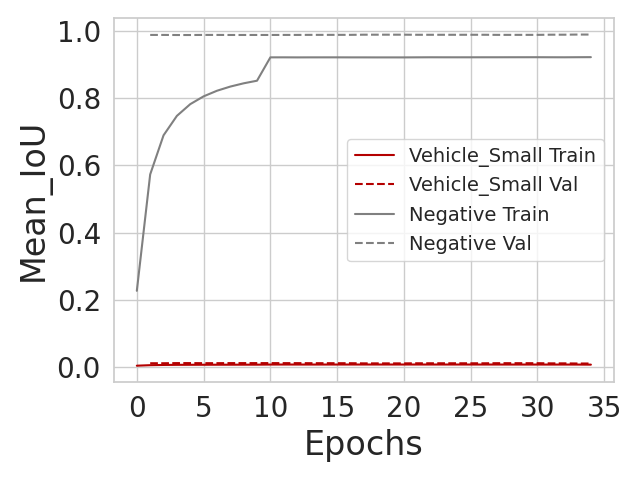 1.0
0.8
0.6
0.4
0.2
0.0
Mean_IoU
Vehicle_Small Train
Vehicle_Small Val
Negative Train
Negative Val
0 5 10 15 20 25 30 35
Epochs